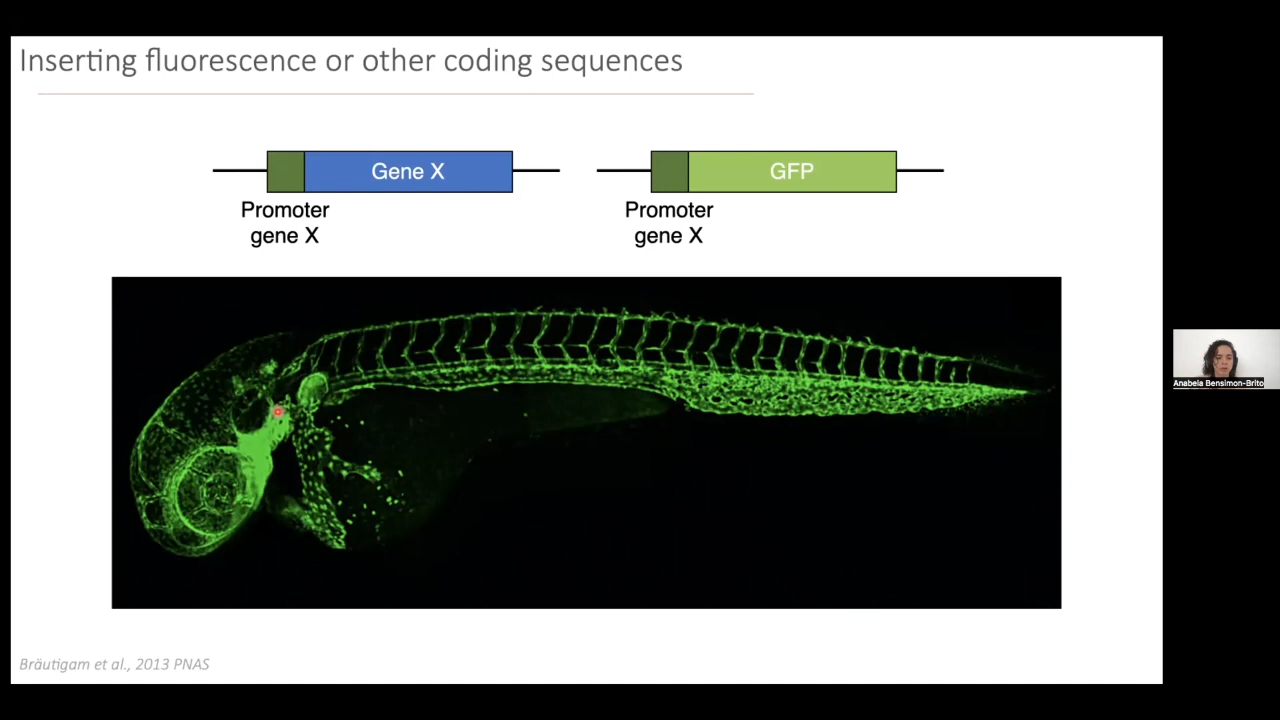 Inserting fluorescence or other coding sequences
Gene X
GFP
Promoter
gene X
Promoter
gene X
Anabela Bensimon-Brito
Bräutigam et al., 2013 PNAS